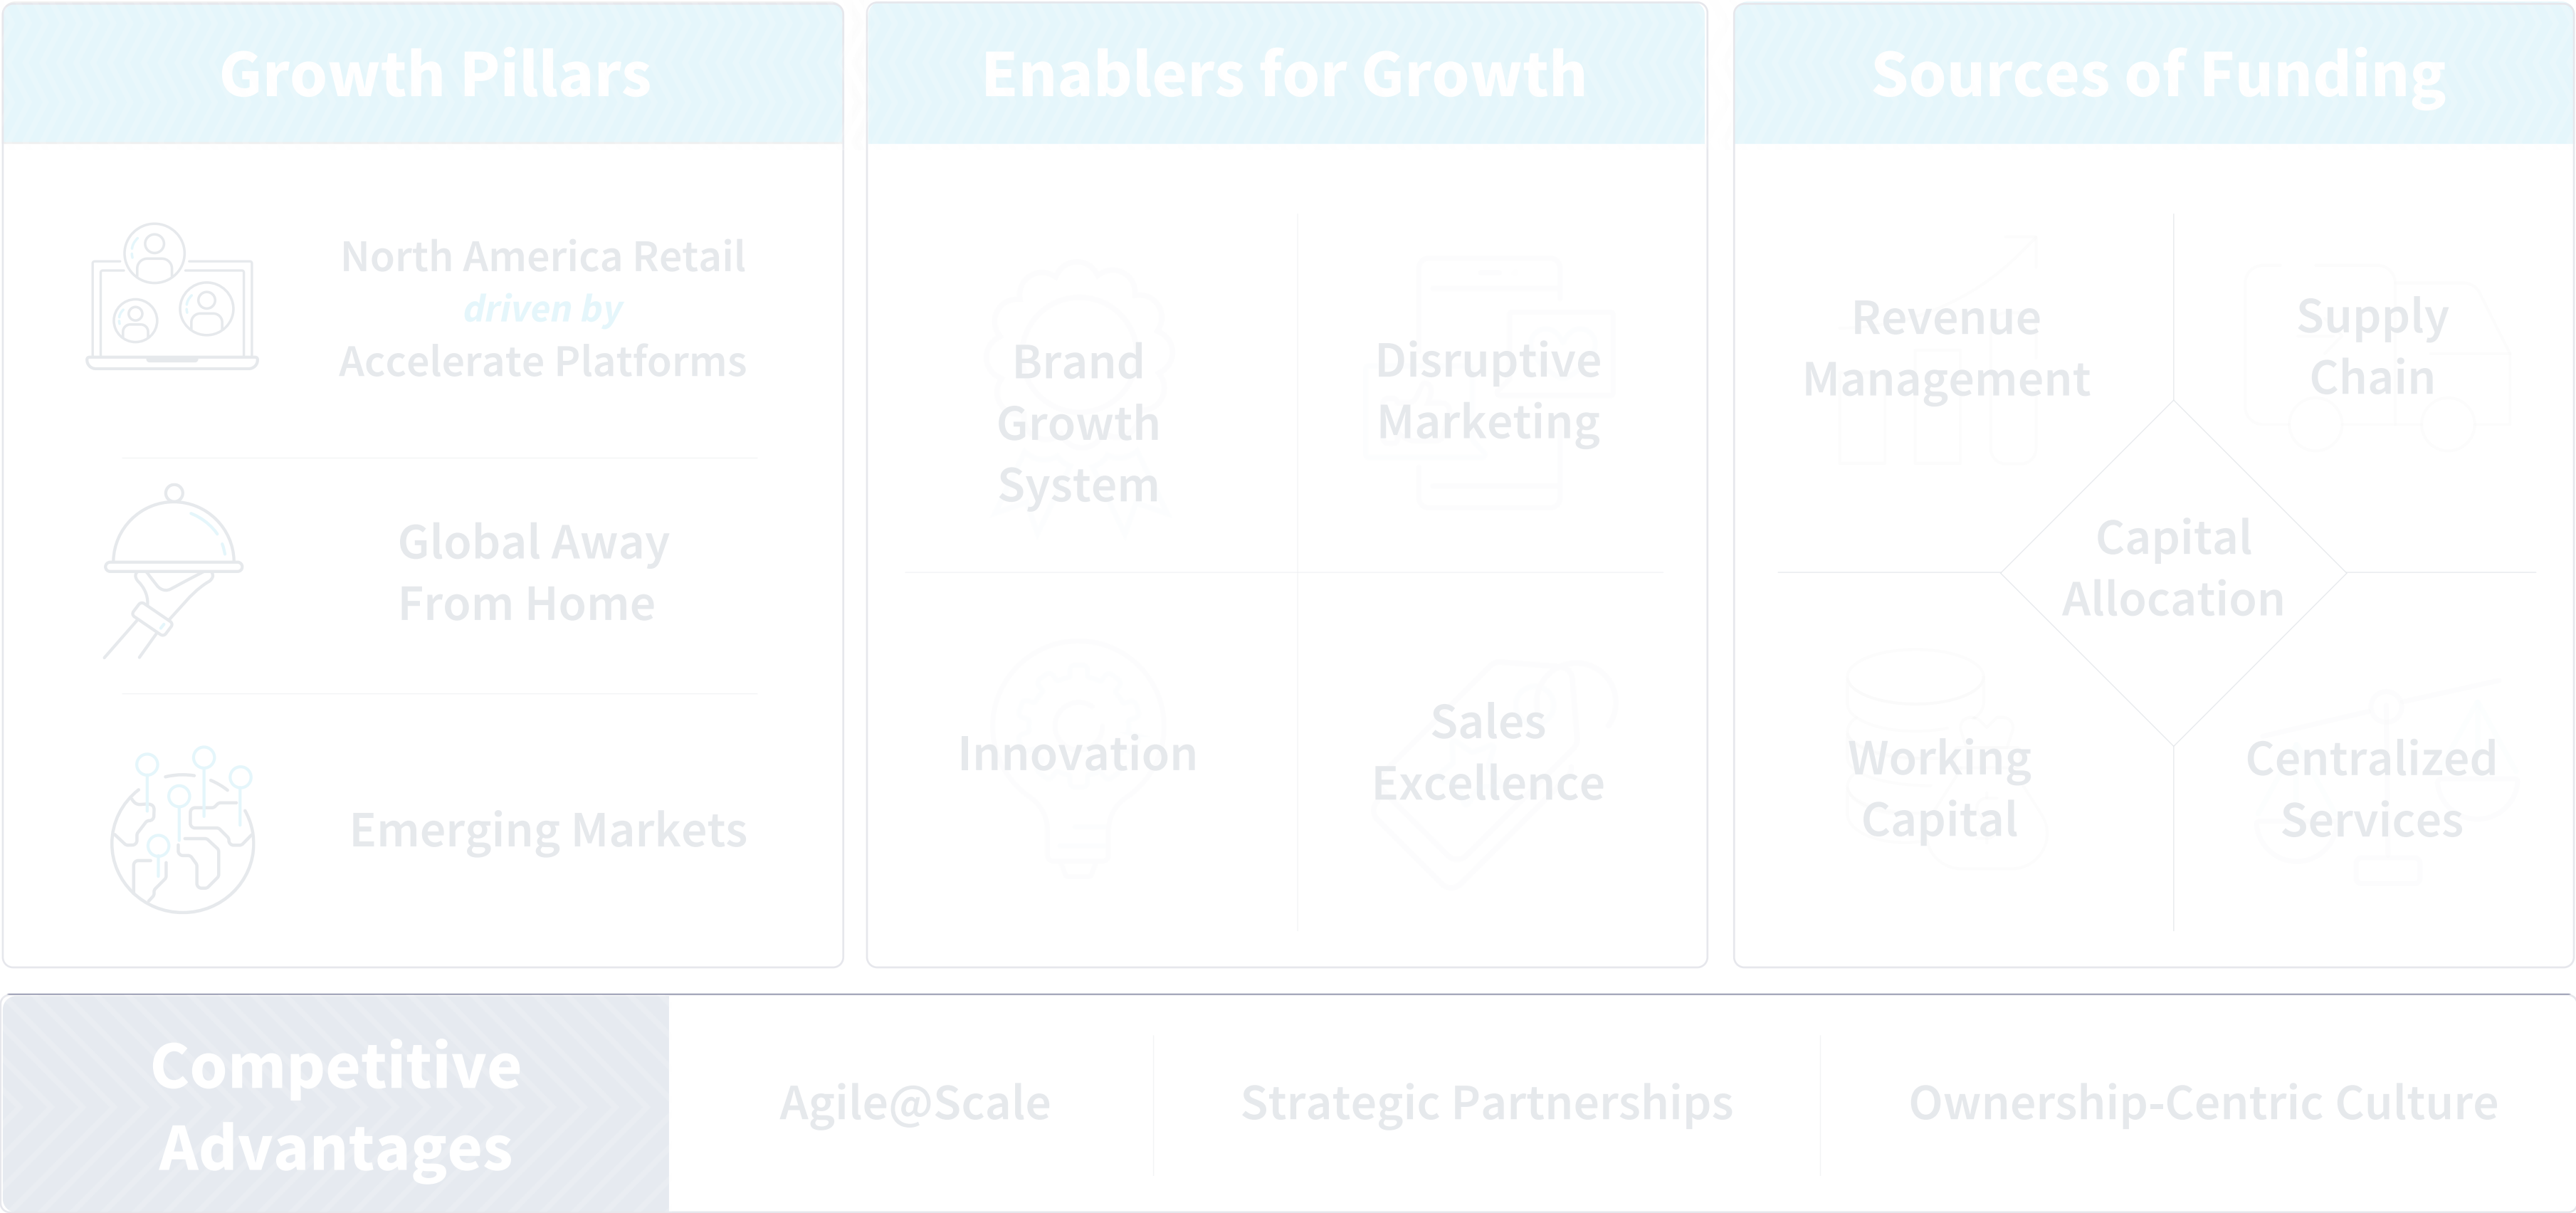 Growth Pillars
North America Retail
driven by
Accelerate Platforms
Global Away
From Home
Emerging Markets
Enablers for Growth
Brand
Growth
System
Disruptive
Marketing
Innovation
Sales
Excellence
Sources of Funding
Revenue
Management
Supply
Chain
Capital
Allocation
Working
Capital
Centralized
Services
Competitive
Advantages
Agile@Scale
Strategic Partnerships
Ownership-Centric Culture